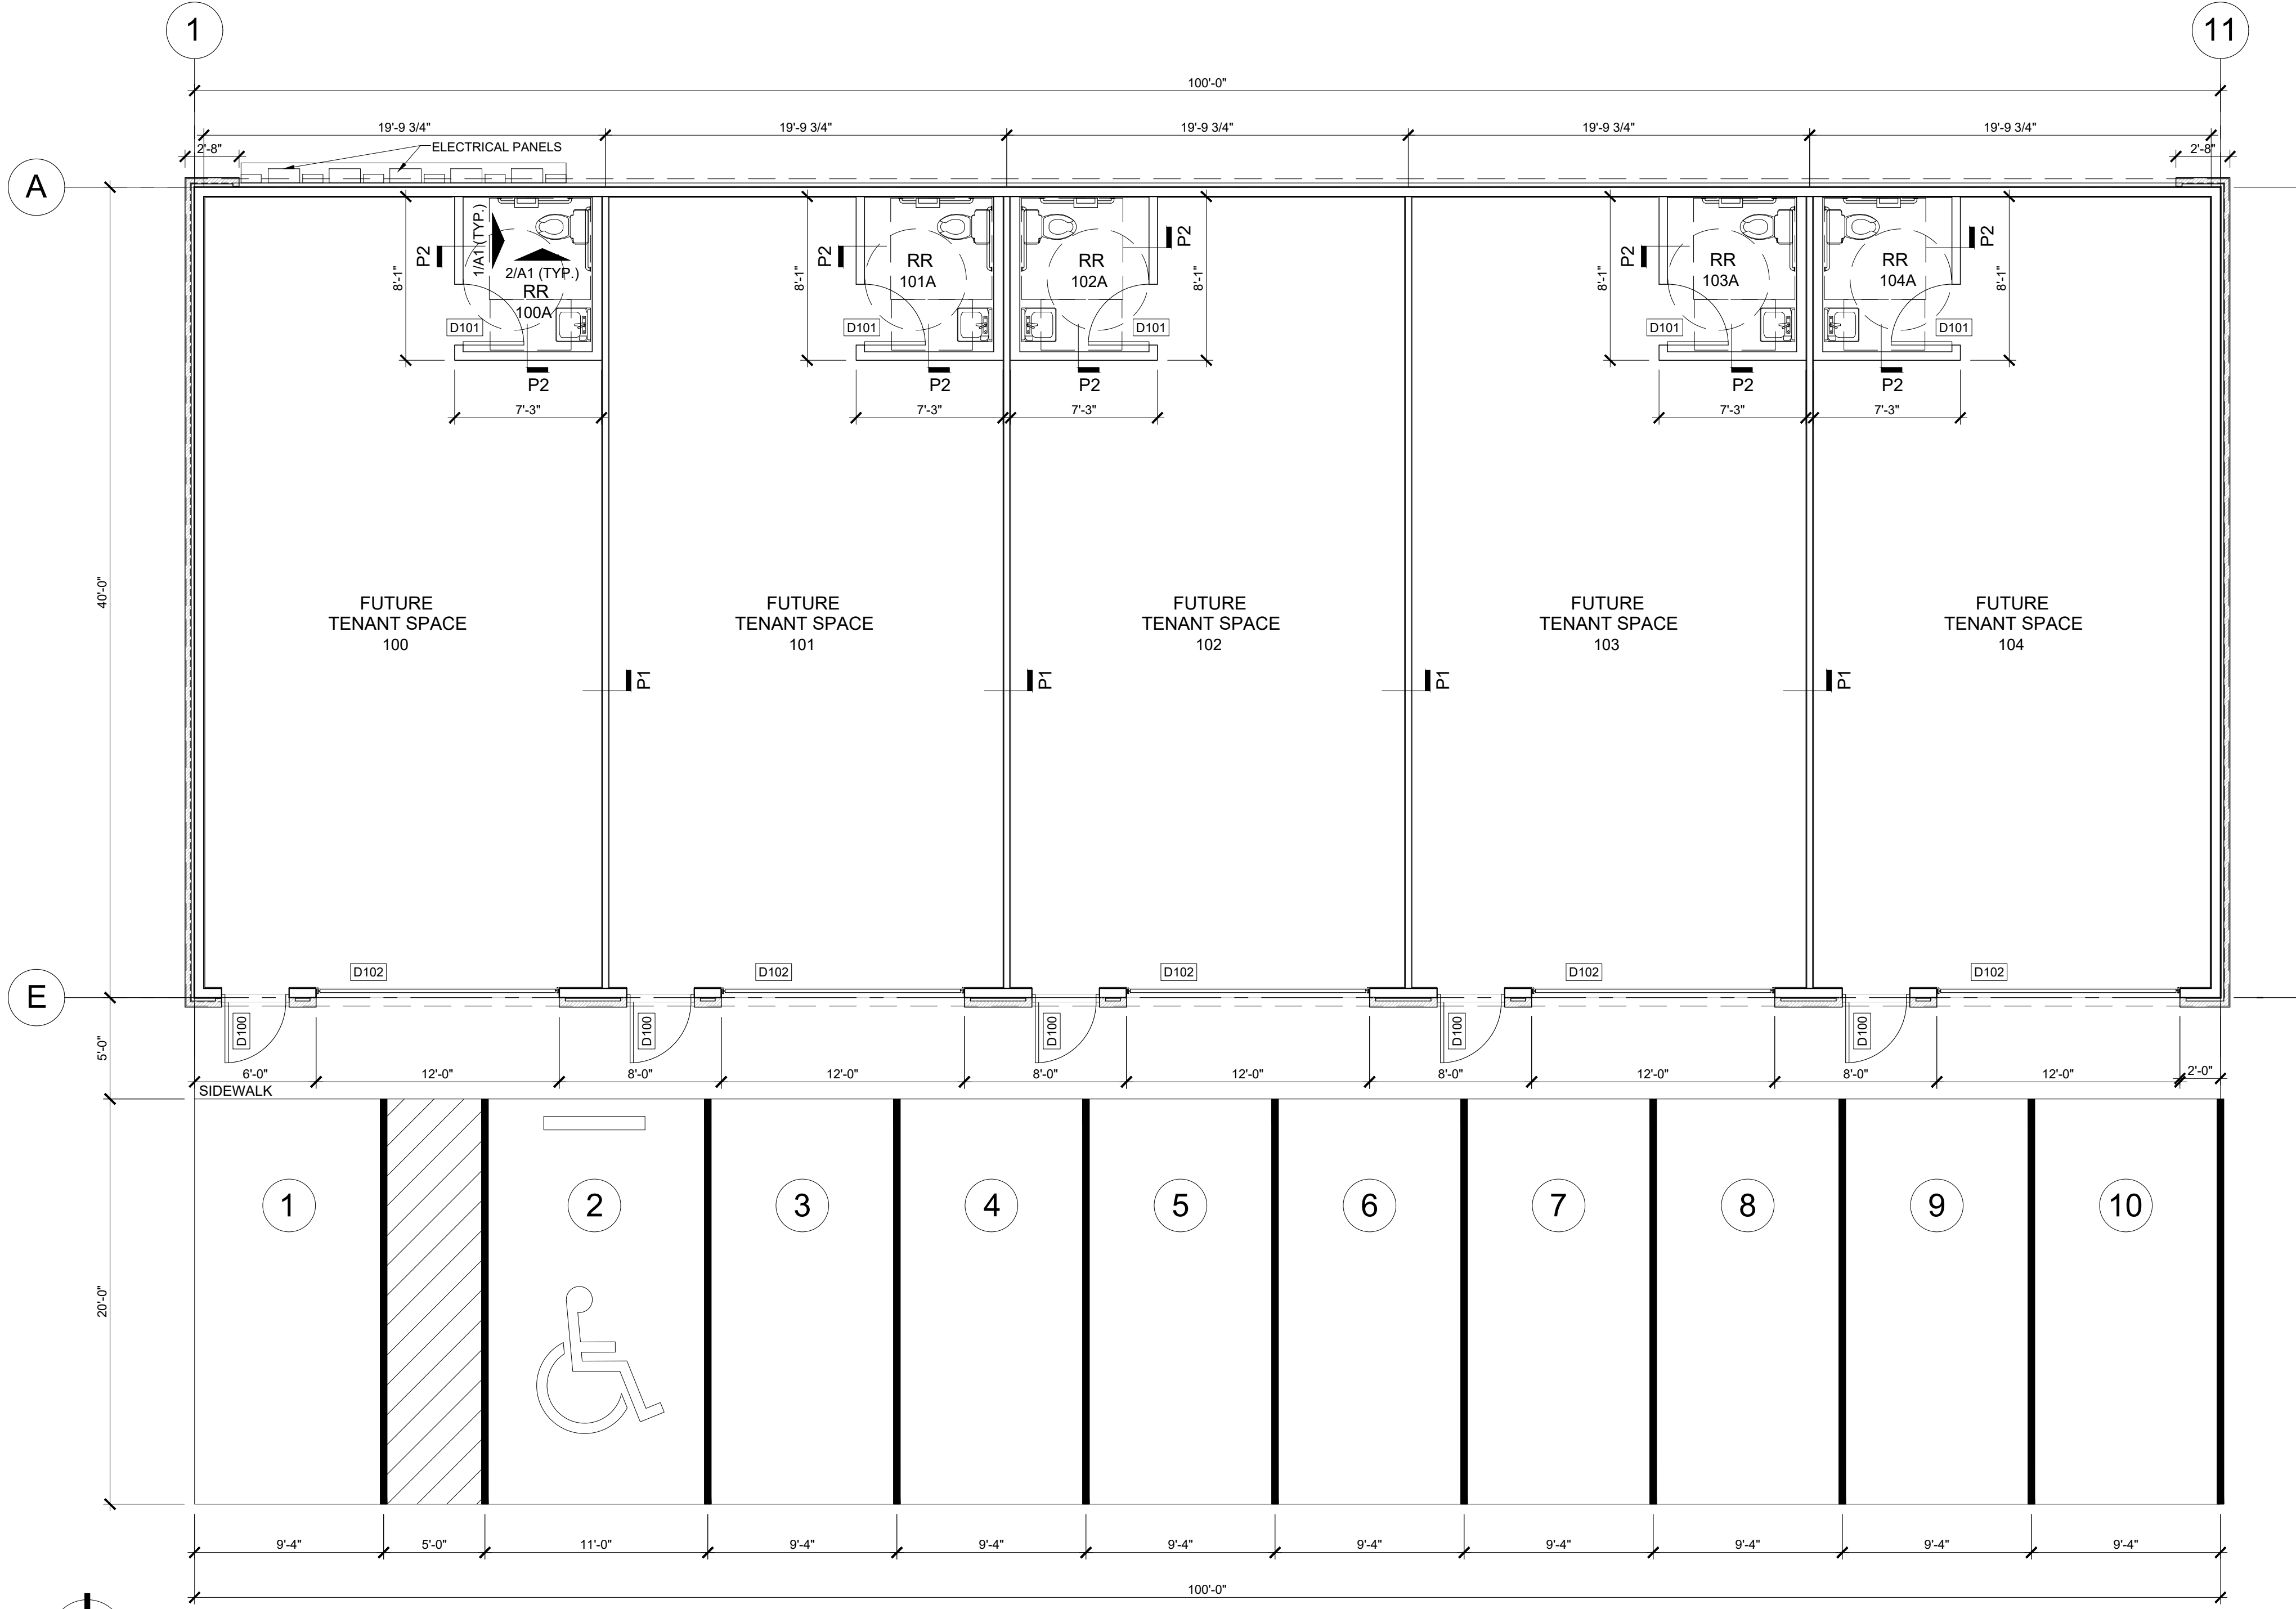 1
11
100'-0"
19'-9 3/4"
19'-9 3/4"
19'-9 3/4"
19'-9 3/4"
19'-9 3/4"
2'-8"
ELECTRICAL PANELS
2'-8"
A
1/A1 (TYP.)
P2
2/A1 (TYP.)
RR
100A
8'-1"
D101
P2
7'-3"
P2
RR
101A
8'-1"
D101
P2
7'-3"
RR
102A
P2
8'-1"
D101
P2
7'-3"
P2
RR
103A
8'-1"
D101
P2
7'-3"
RR
104A
P2
8'-1"
D101
P2
7'-3"
40'-0"
FUTURE
TENANT SPACE
100
FUTURE
TENANT SPACE
101
FUTURE
TENANT SPACE
102
FUTURE
TENANT SPACE
103
FUTURE
TENANT SPACE
104
P1
P1
P1
P1
D102
D102
D102
D102
D102
E
D100
D100
D100
D100
D100
5'-0"
6'-0"
12'-0"
8'-0"
12'-0"
8'-0"
12'-0"
8'-0"
12'-0"
8'-0"
12'-0"
2'-0"
SIDEWALK
1
2
3
4
5
6
7
8
9
10
20'-0"
9'-4"
5'-0"
11'-0"
9'-4"
9'-4"
9'-4"
9'-4"
9'-4"
9'-4"
9'-4"
9'-4"
100'-0"